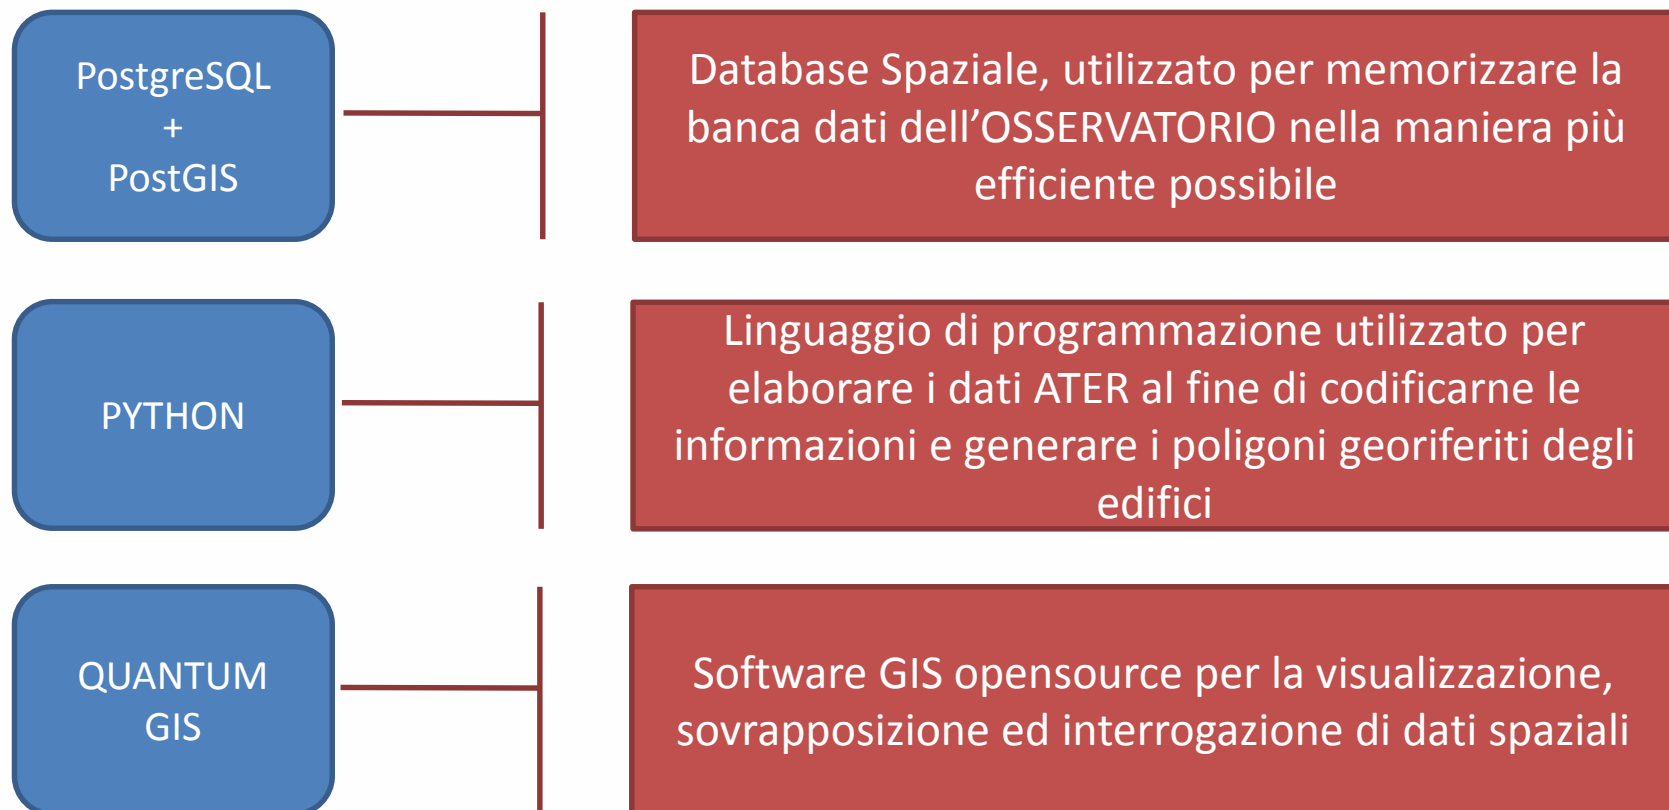 PostgreSQL
+
PostGIS
Database Spaziale, utilizzato per memorizzare la
banca dati dell’OSSERVATORIO nella maniera più
efficiente possibile
PYTHON
Linguaggio di programmazione utilizzato per
elaborare i dati ATER al fine di codificarne le
informazioni e generare i poligoni georiferiti degli
edifici
QUANTUM
GIS
Software GIS opensource per la visualizzazione,
sovrapposizione ed interrogazione di dati spaziali